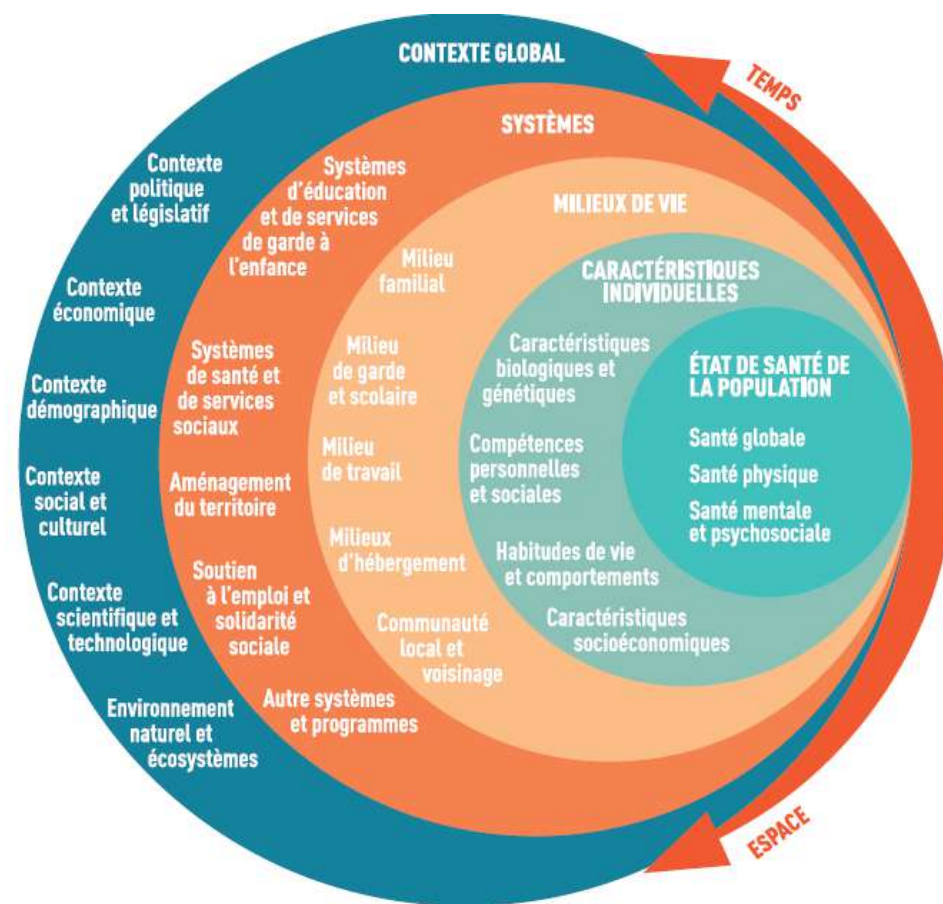 CONTEXTE GLOBAL
TEMPS
SYSTÈMES
Contexte
politique
et législatif
Systèmes
d'éducation
et de services
de garde à
l'enfance
MILIEUX DE VIE
Milieu
familial
CARACTÉRISTIQUES
INDIVIDUELLES
Contexte
économique
Systèmes
de santé et
de services
sociaux
Milieu
de garde
et scolaire
Caractéristiques
biologiques et
génétiques
ÉTAT DE SANTÉ DE
LA POPULATION
Santé globale
Santé physique
Santé mentale
et psychosociale
Contexte
démographique
Milieu
de travail
Compétences
personnelles
et sociales
Contexte
social et
culturel
Aménagement
du territoire
Milieux
d'hébergement
Habitudes de vie
et comportements
Contexte
scientifique et
technologique
Soutien
à l'emploi et
solidarité
sociale
Communauté
local et
voisinage
Caractéristiques
socioéconomiques
Environnement
naturel et
écosystèmes
Autre systèmes
et programmes
ESPACE